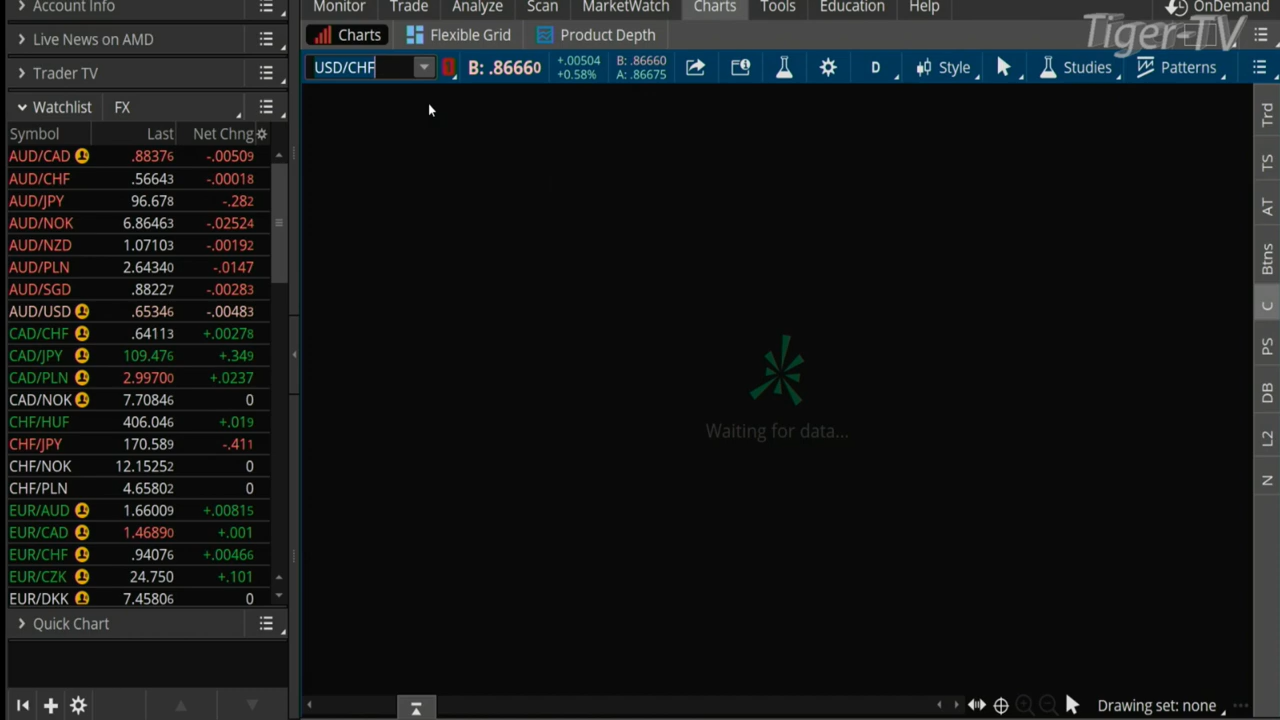 Monitor Trade Analyze Scan MarketWatch Charts Tools Education Help OnDemand
Tiger-TV
Account Info
Live News on AMD
Trader TV
Watchlist FX
Symbol Last Net Chng
AUD/CAD .88376 -.00509
AUD/CHF .56643 -.00018
AUD/JPY 96.678 -.282
AUD/NOK 6.86463 -.02524
AUD/NZD 1.07103 -.00192
AUD/PLN 2.64340 -.0147
AUD/SGD .88227 -.00283
AUD/USD .65346 -.00483
CAD/CHF .64113 +.00278
CAD/JPY 109.476 +.349
CAD/PLN 2.99700 +.0237
CAD/NOK 7.70846 0
CHF/HUF 406.046 +.019
CHF/JPY 170.589 -.411
CHF/NOK 12.15252 0
CHF/PLN 4.65802 0
EUR/AUD 1.66009 +.00815
EUR/CAD 1.46890 +.001
EUR/CHF .94076 +.00466
EUR/CZK 24.750 +.101
EUR/DKK 7.45806 0
Quick Chart
Charts Flexible Grid Product Depth
USD/CHF B: .86660 +.00504 B: .86660 D Style Studies Patterns
+0.58% A: .86675
Waiting for data...
Trd
TS
AT
Btns
C
PS
DB
L2
N
Drawing set: none